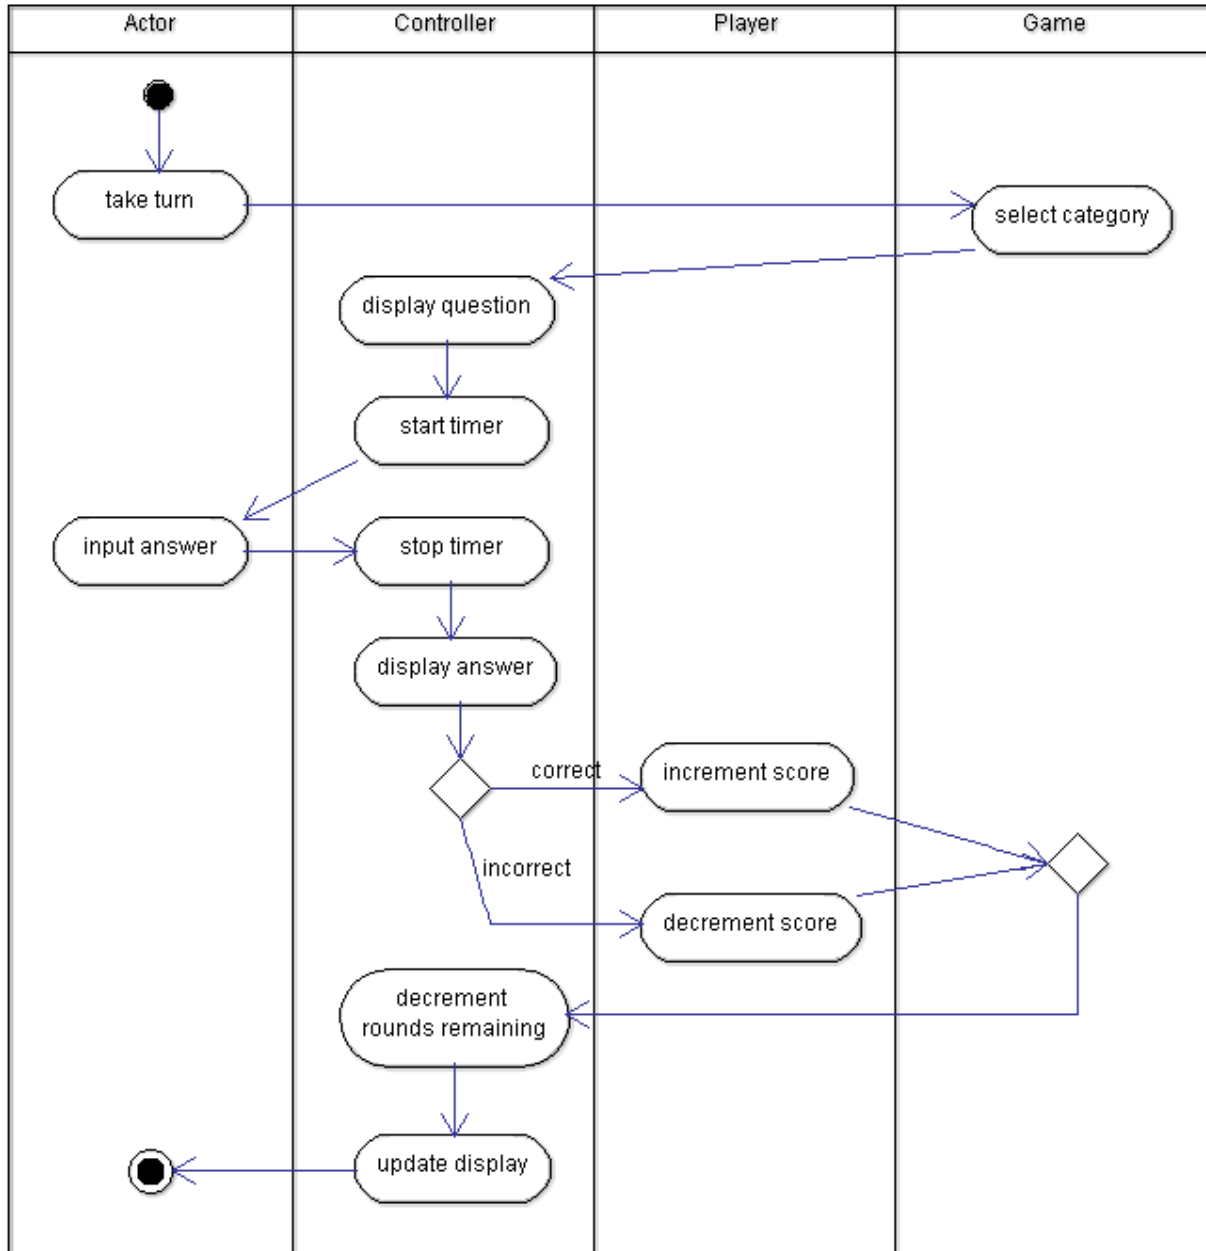 Actor
Controller
Player
Game
take turn
select category
display question
start timer
input answer
stop timer
display answer
correct
increment score
incorrect
decrement score
decrement
rounds remaining
update display